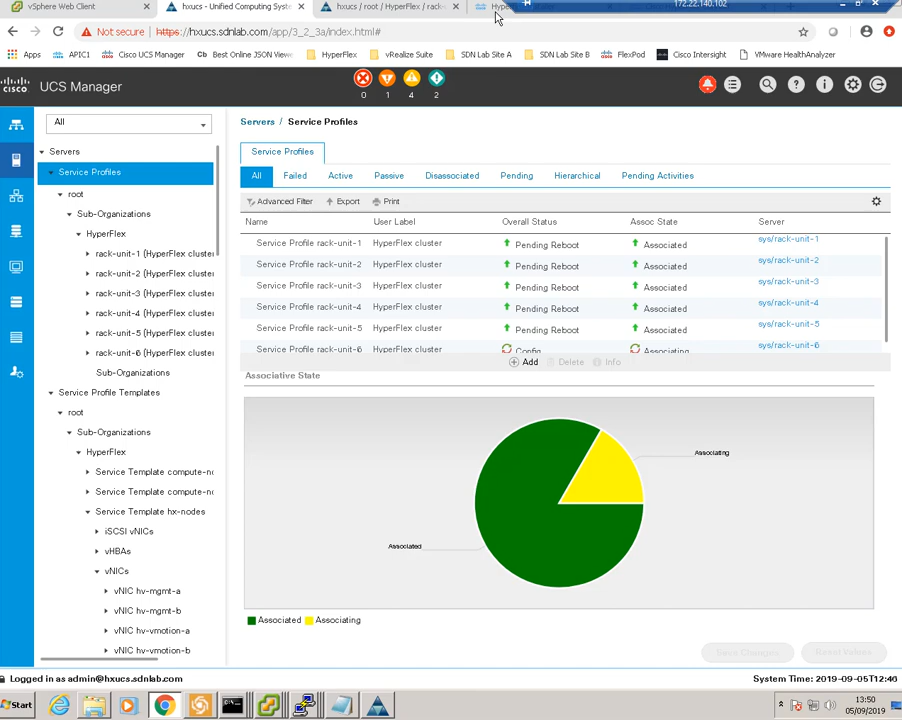 vSphere Web Client
hxucs - Unified Computing Syste
hxucs / root / HyperFlex / rack-
172.22.140.102
Not secure
https://hxucs.sdnlab.com/app/3_2_3a/index.html#
Apps
APIC1
Cisco UCS Manager
Best Online JSON View
HyperFlex
vRealize Suite
SDN Lab Site A
SDN Lab Site B
FlexPod
Cisco Intersight
VMware HealthAnalyzer
cisco
UCS Manager
0
1
4
2
All
Servers / Service Profiles
Servers
Service Profiles
root
Sub-Organizations
HyperFlex
rack-unit-1 (HyperFlex cluste
rack-unit-2 (HyperFlex cluste
rack-unit-3 (HyperFlex cluste
rack-unit-4 (HyperFlex cluste
rack-unit-5 (HyperFlex cluste
rack-unit-6 (HyperFlex cluste
Sub-Organizations
Service Profile Templates
root
Sub-Organizations
HyperFlex
Service Template compute-no
Service Template compute-no
Service Template hx-nodes
iSCSI vNICs
vHBAs
vNICs
vNIC hv-mgmt-a
vNIC hv-mgmt-b
vNIC hv-vmotion-a
vNIC hv-vmotion-b
Service Profiles
All
Failed
Active
Passive
Disassociated
Pending
Hierarchical
Pending Activities
Advanced Filter
Export
Print
Name
User Label
Overall Status
Assoc State
Server
Service Profile rack-unit-1 HyperFlex cluster Pending Reboot Associated sys/rack-unit-1
Service Profile rack-unit-2 HyperFlex cluster Pending Reboot Associated sys/rack-unit-2
Service Profile rack-unit-3 HyperFlex cluster Pending Reboot Associated sys/rack-unit-3
Service Profile rack-unit-4 HyperFlex cluster Pending Reboot Associated sys/rack-unit-4
Service Profile rack-unit-5 HyperFlex cluster Pending Reboot Associated sys/rack-unit-5
Service Profile rack-unit-6 HyperFlex cluster Config Associating sys/rack-unit-6
Add
Delete
Info
Associative State
Associating
Associated
Associated
Associating
Save Changes
Reset Values
Logged in as admin@hxucs.sdnlab.com
System Time: 2019-09-05T12:46
Start
13:50
05/09/2019